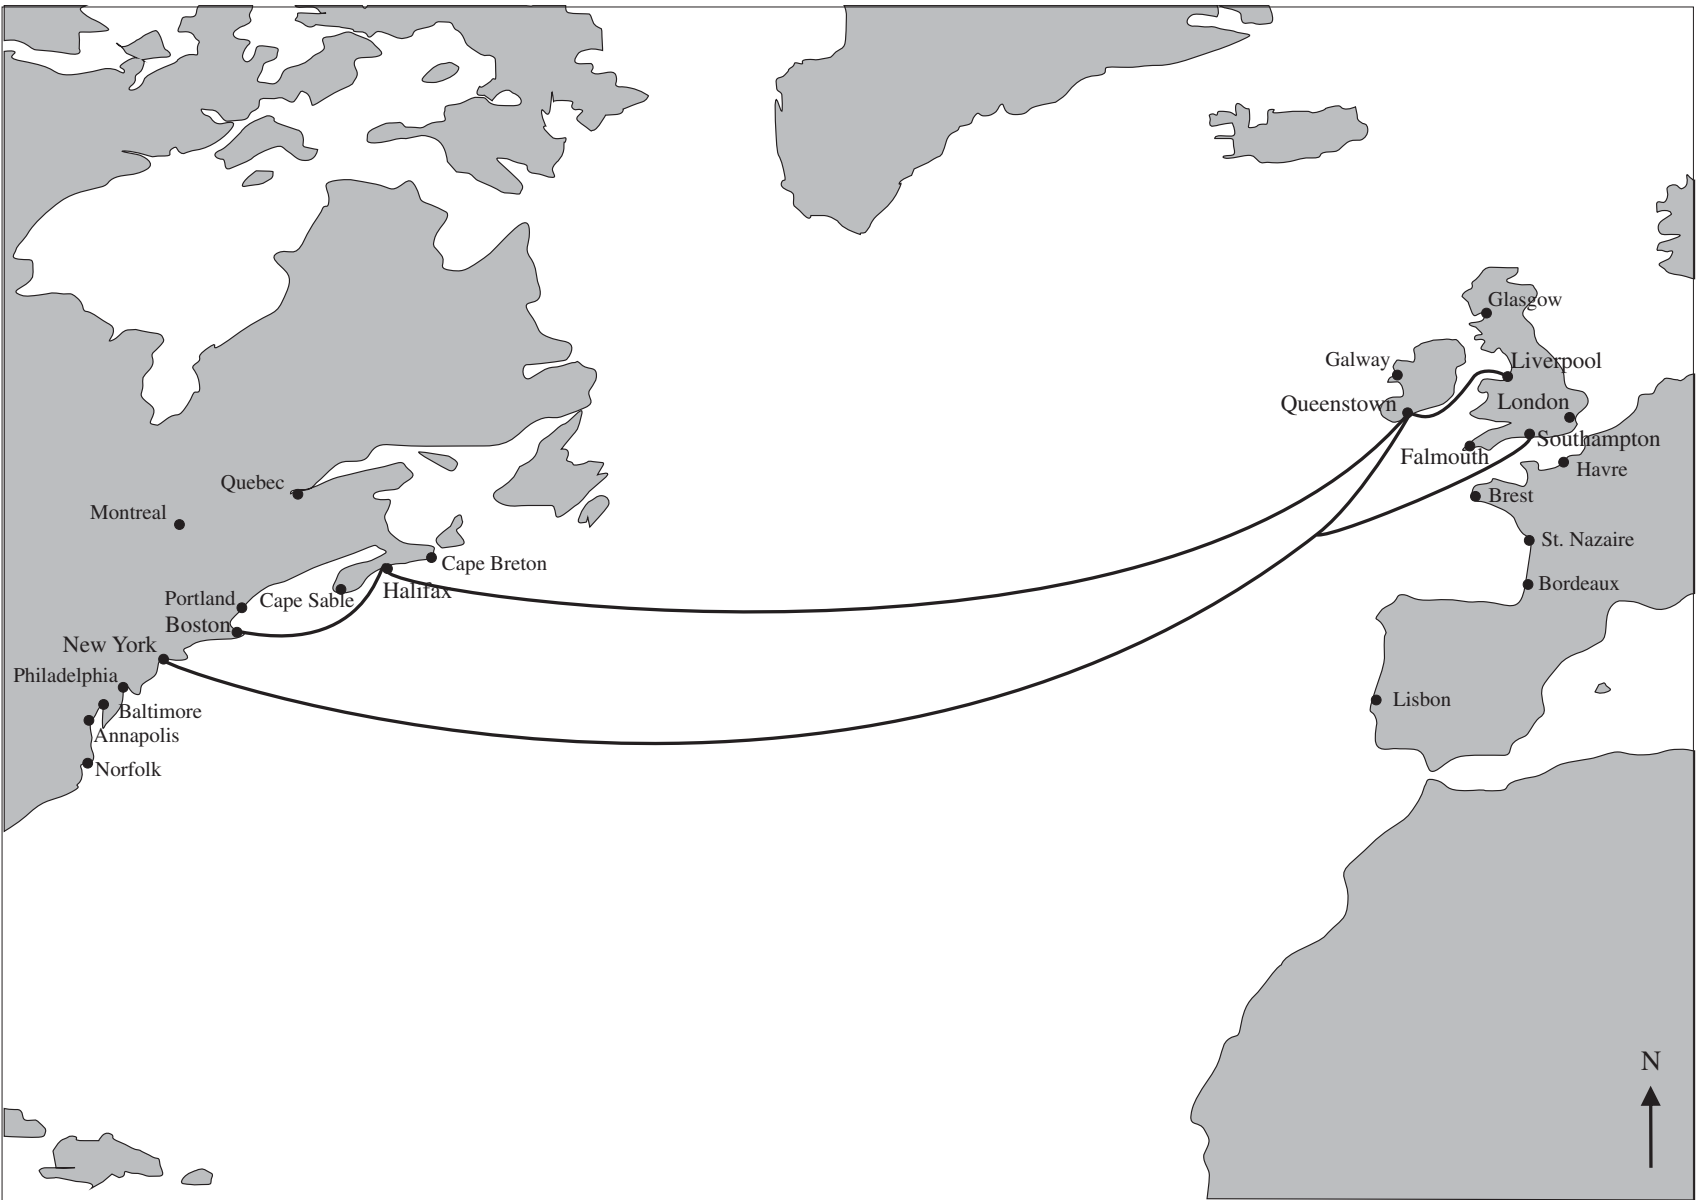 Glasgow
Galway
Liverpool
Queenstown
London
Southampton
Falmouth
Havre
Quebec
Brest
Montreal
St. Nazaire
Cape Breton
Bordeaux
Halifax
Portland
Cape Sable
Boston
New York
Philadelphia
Lisbon
Baltimore
Annapolis
Norfolk
N